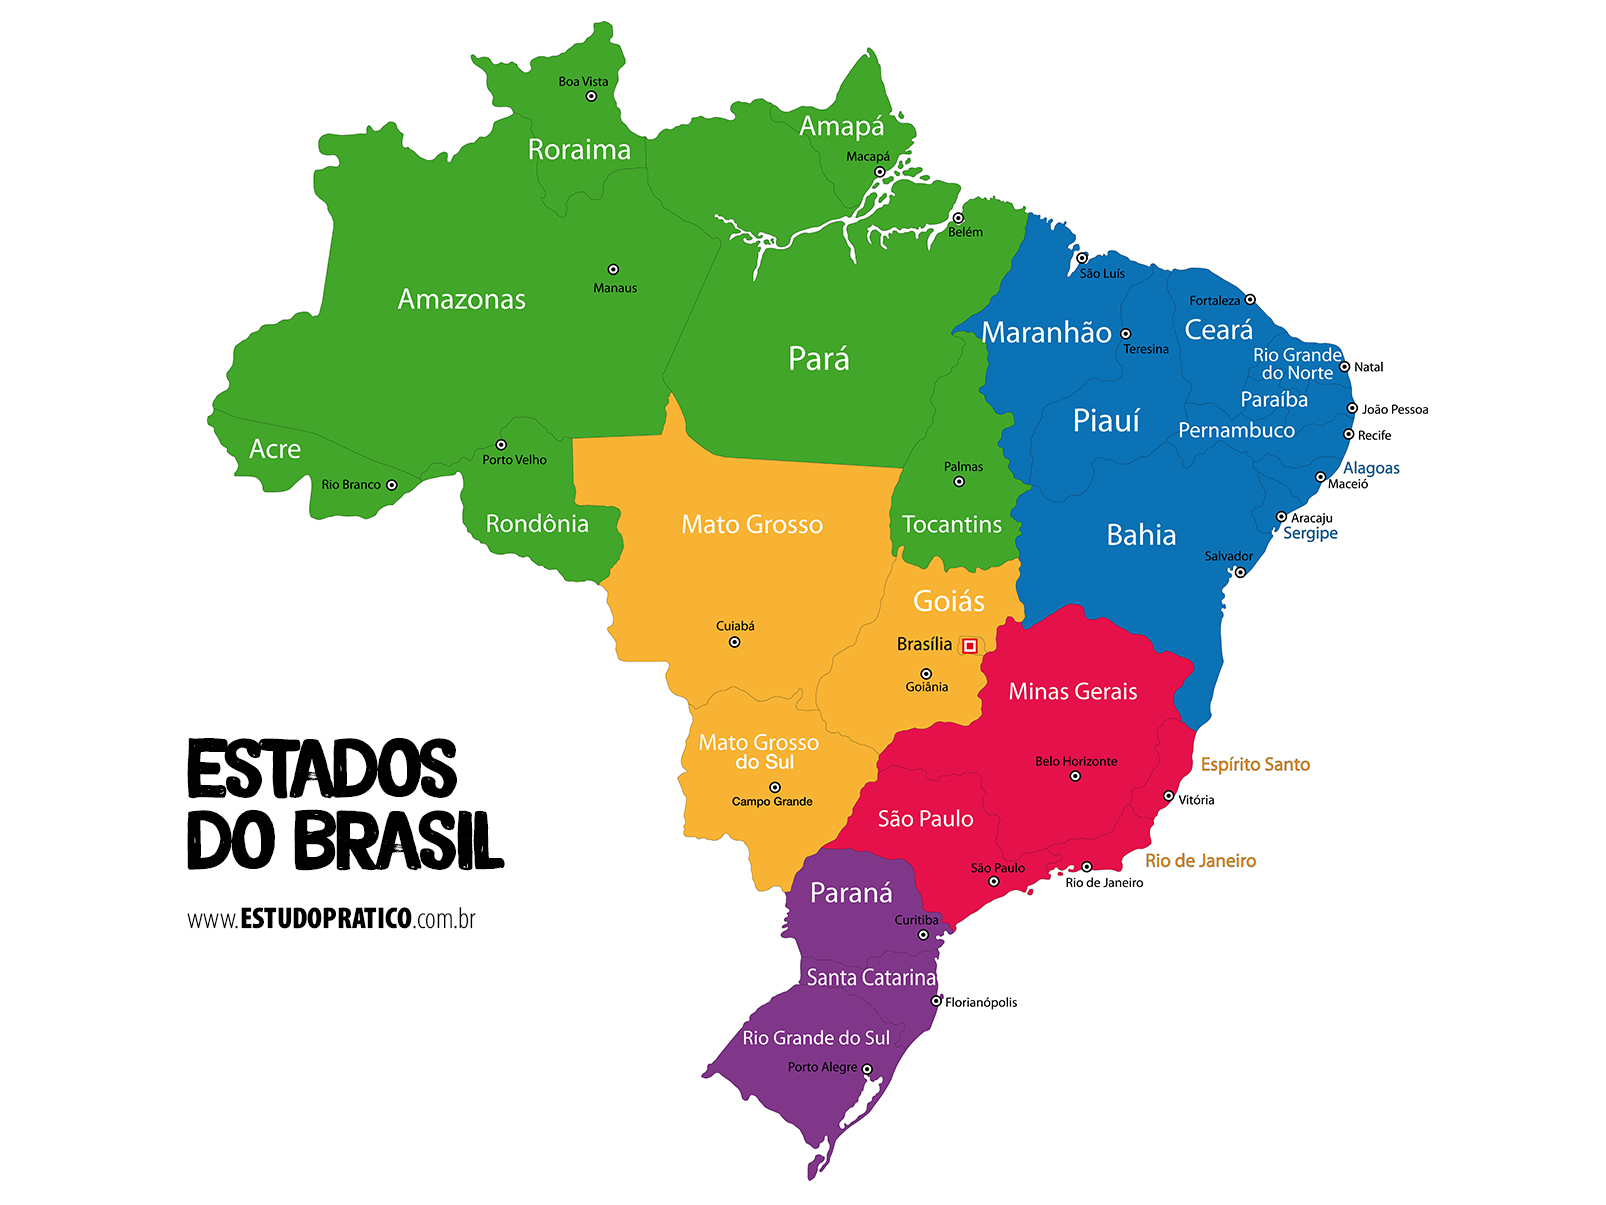 Boa Vista
Roraima
Amapá
Macapá
Belém
Amazonas
Manaus
Pará
São Luís
Maranhão
Teresina
Fortaleza
Ceará
Rio Grande
do Norte
Natal
Paraíba
João Pessoa
Piauí
Pernambuco
Recife
Acre
Rio Branco
Porto Velho
Rondônia
Palmas
Tocantins
Alagoas
Maceió
Aracaju
Sergipe
Bahia
Salvador
Mato Grosso
Cuiabá
Goiás
Brasília
Goiânia
Minas Gerais
Belo Horizonte
Espírito Santo
Vitória
Mato Grosso
do Sul
Campo Grande
São Paulo
São Paulo
Rio de Janeiro
Rio de Janeiro
Paraná
Curitiba
Santa Catarina
Florianópolis
Rio Grande do Sul
Porto Alegre
ESTADOS
DO BRASIL
www.ESTUDOPRATICO.com.br